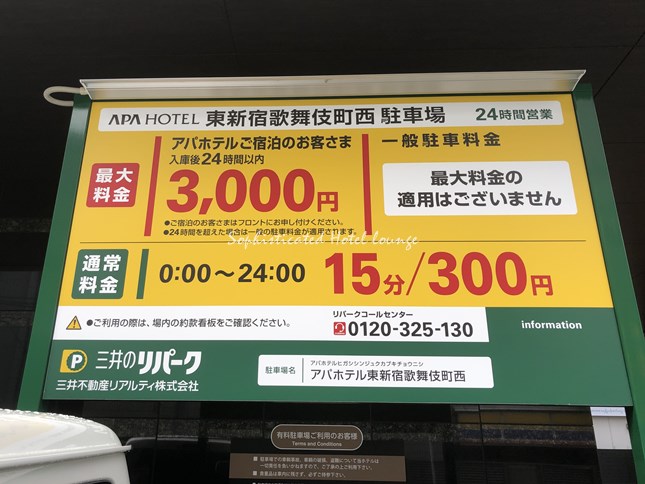 APA HOTEL 東新宿歌舞伎町西 駐車場 24時間営業
最大料金
アパホテルご宿泊のお客さま
入庫後24時間以内
3,000円
●ご宿泊のお客さまはフロントにお申し付けください。
●24時間を超えた場合は一般の駐車料金が適用されます。
一般駐車料金
最大料金の
適用はございません
Sophisticated Hotel Lounge
通常料金
0:00～24:00 15分/300円
●ご利用の際は、場内の約款看板をご確認ください。
リパークコールセンター
0120-325-130
information
P 三井のリパーク
三井不動産リアルティ株式会社
駐車場名
アパホテルヒガシシンジュクカブキチョウニシ
アパホテル東新宿歌舞伎町西
有料駐車場ご利用のお客様
Terms and Conditions